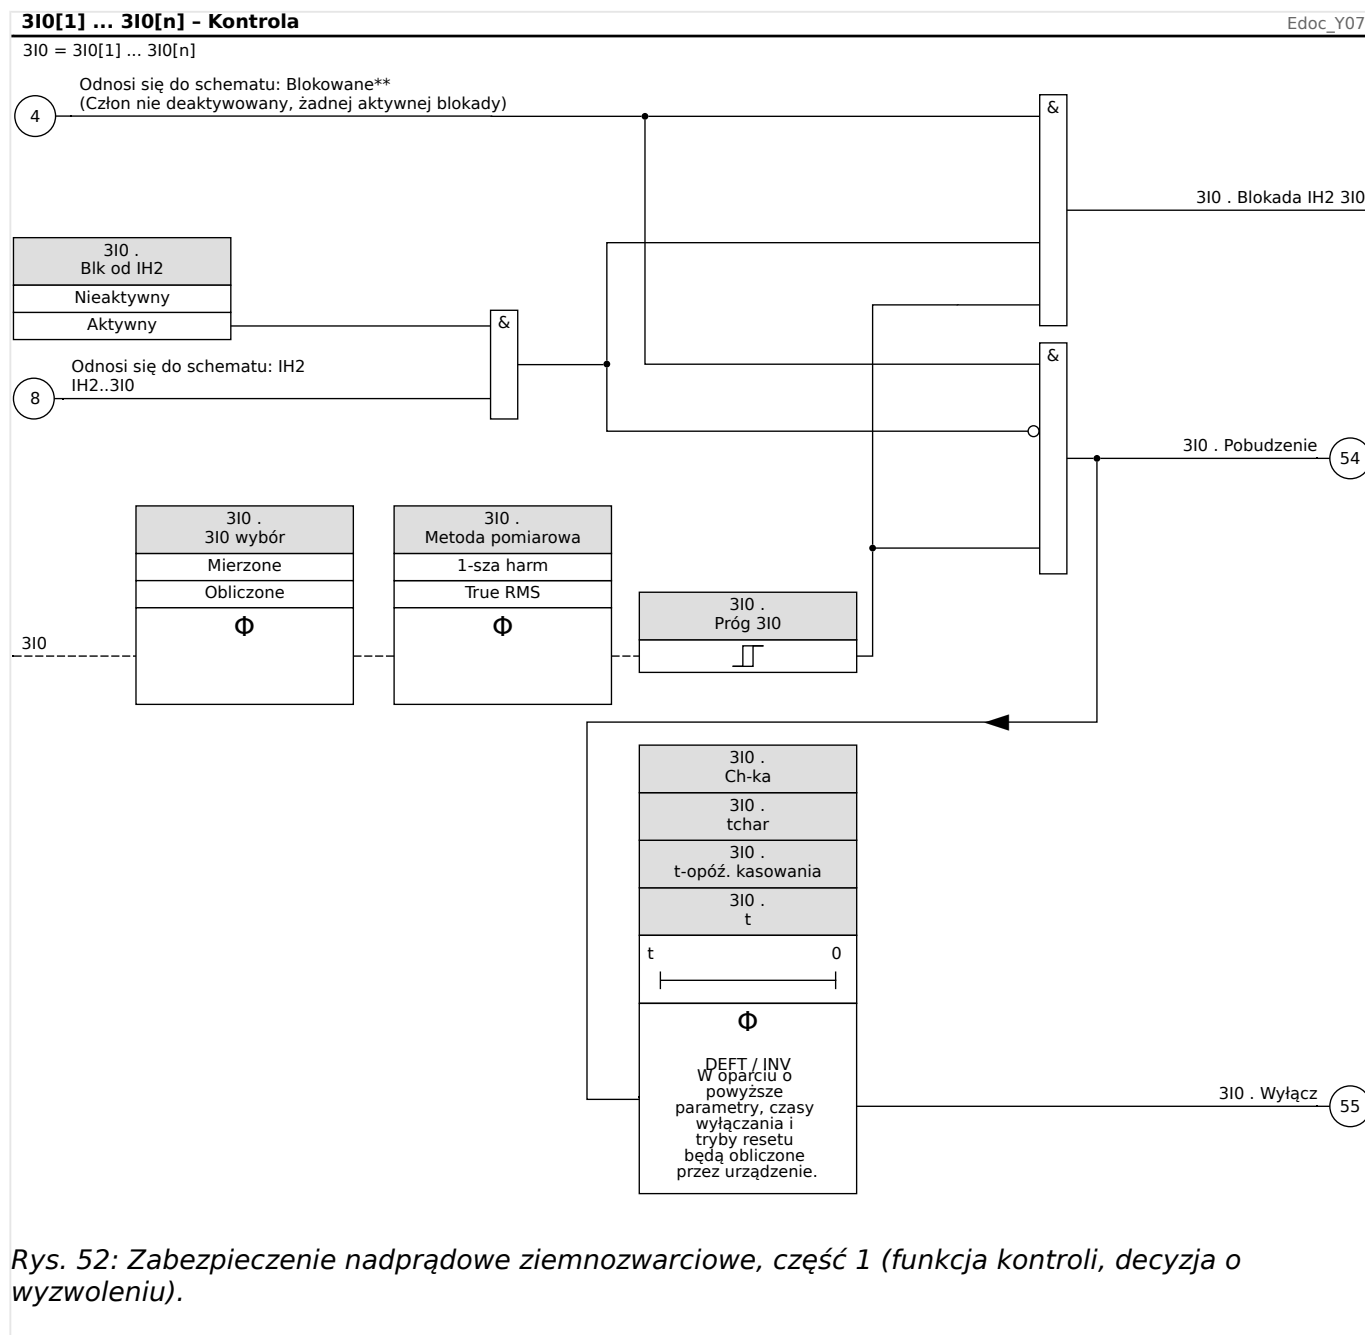 3I0[1] ... 3I0[n] – Kontrola
Edoc_Y07
3I0 = 3I0[1] ... 3I0[n]
Odnosi się do schematu: Blokowane**
(Człon nie deaktywowany, żadnej aktywnej blokady)
4
&
3I0 . Blokada IH2 3I0
3I0 .
Blk od IH2
Nieaktywny
Aktywny
&
&
Odnosi się do schematu: IH2
IH2..3I0
8
3I0 . Pobudzenie
54
3I0 .
3I0 wybór
Mierzone
Obliczone
Φ
3I0 .
Metoda pomiarowa
1-sza harm
True RMS
Φ
3I0 .
Próg 3I0
3I0
3I0 .
Ch-ka
3I0 .
tchar
3I0 .
t-opóź. kasowania
3I0 .
t
t 0
Φ
DEFT / INV
W oparciu o
powyższe
parametry, czasy
wyłączania i
tryby resetu
będą obliczone
przez urządzenie.
3I0 . Wyłącz
55
Rys. 52: Zabezpieczenie nadprądowe ziemnozwarciowe, część 1 (funkcja kontroli, decyzja o
wyzwoleniu).